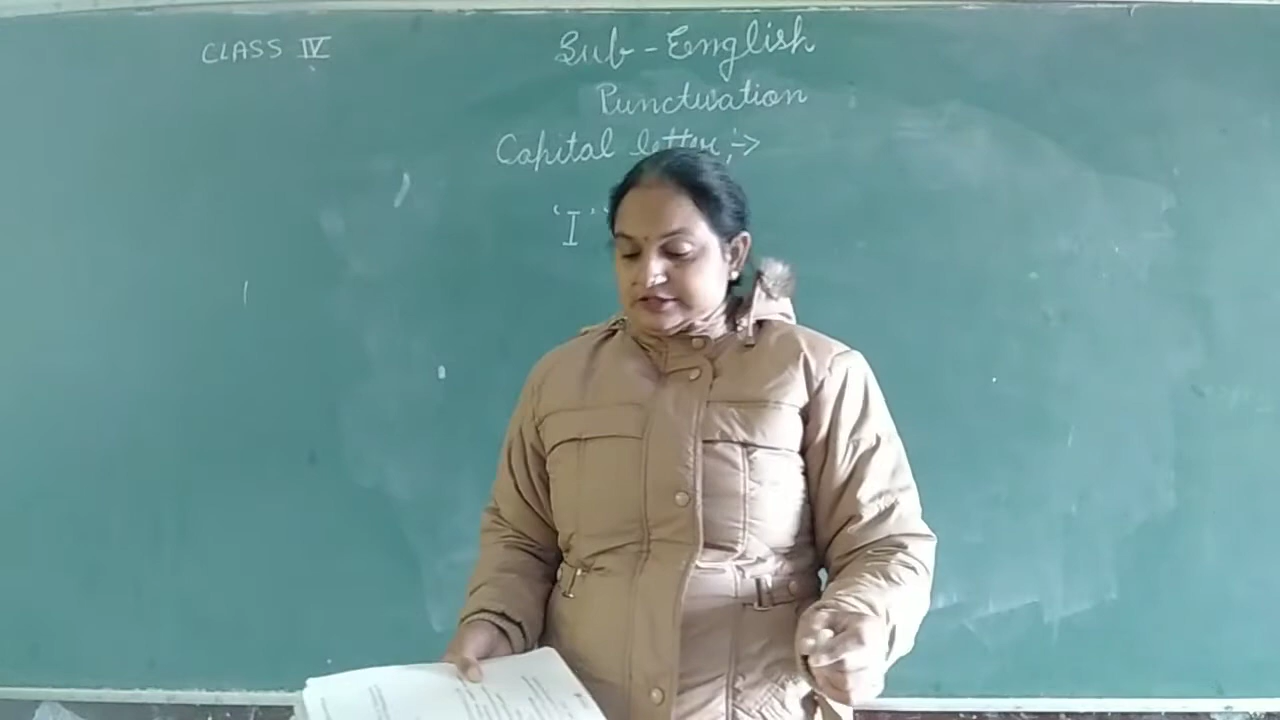 CLASS IV
Sub - English
Punctuation
Capital letter :->
'I'